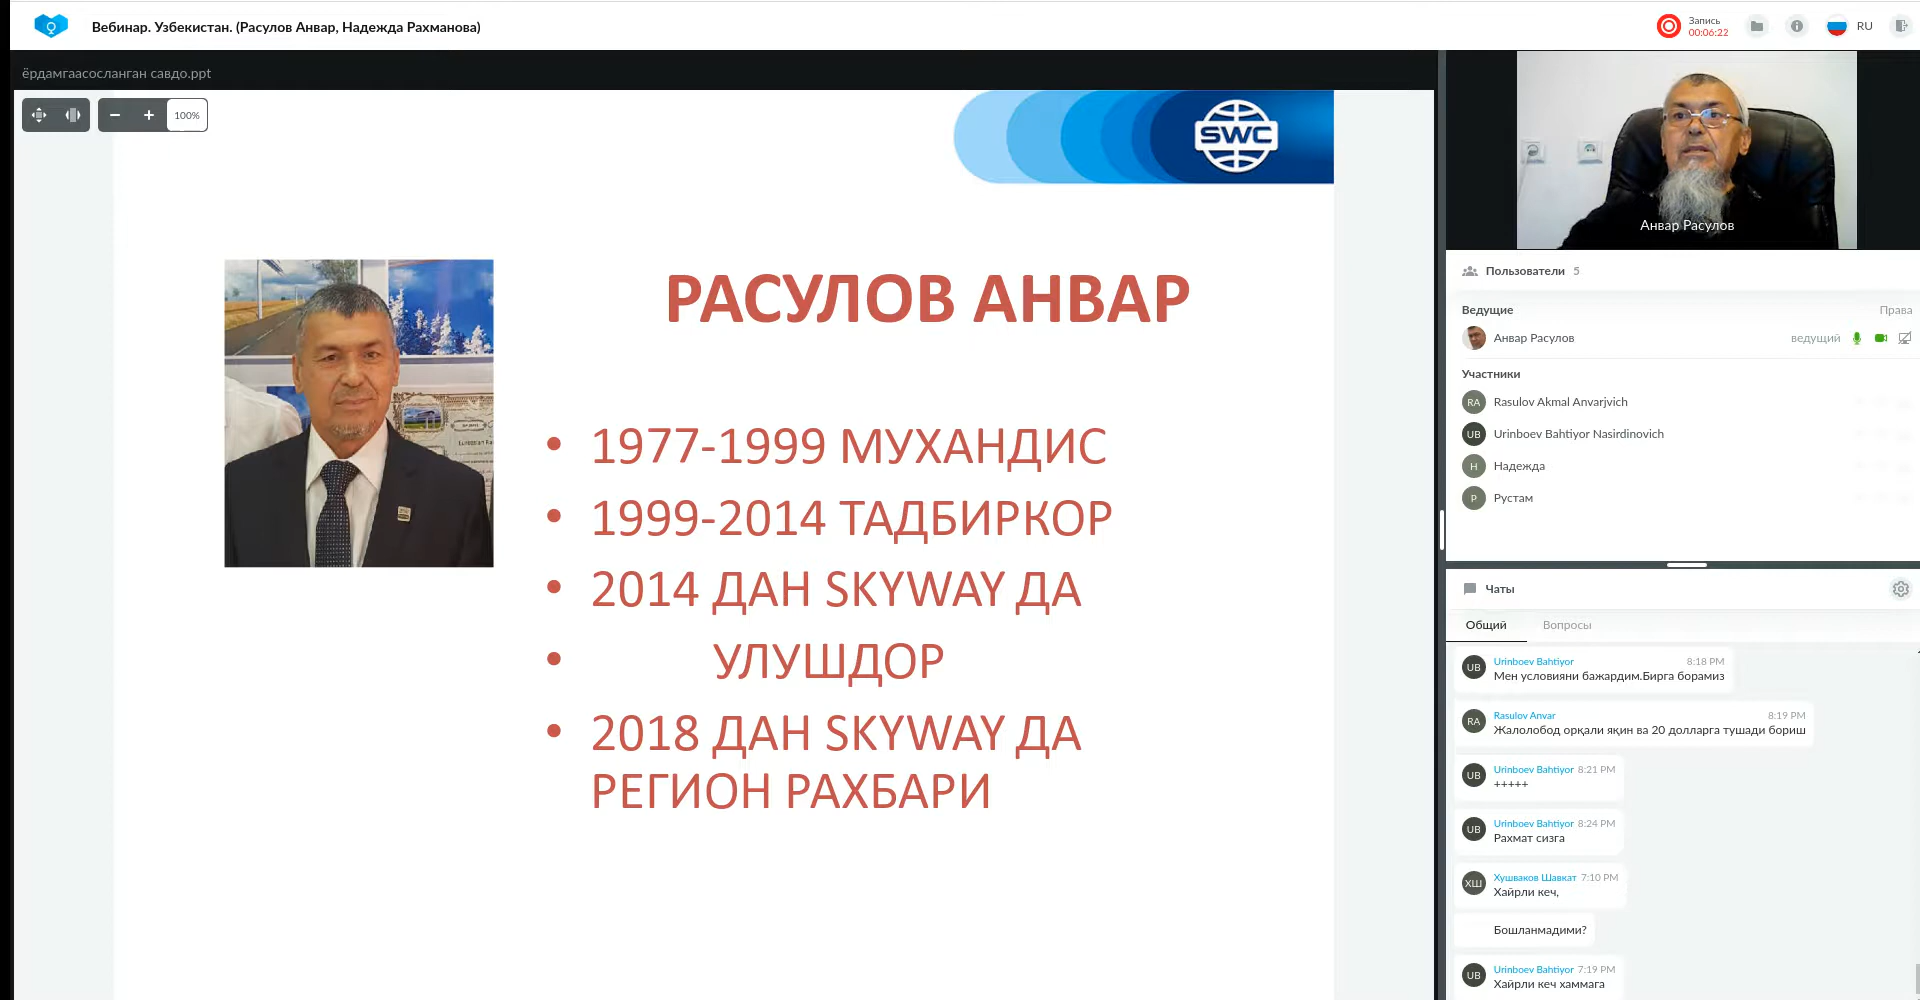 Вебинар. Узбекистан. (Расулов Анвар, Надежда Рахманова)
Запись
00:06:22
RU
ёрдамгаасосланган савдо.ppt
100%
SWC
РАСУЛОВ АНВАР
• 1977-1999 МУХАНДИС
• 1999-2014 ТАДБИРКОР
• 2014 ДАН SKYWAY ДА
• УЛУШДОР
• 2018 ДАН SKYWAY ДА
РЕГИОН РАХБАРИ
Анвар Расулов
Пользователи 5
Ведущие Права
Анвар Расулов ведущий
Участники
RA Rasulov Akmal Anvarjvich
UB Urinboev Bahtiyor Nasirdinovich
Н Надежда
Р Рустам
Чаты
Общий Вопросы
UB Urinboev Bahtiyor 8:18 PM
Мен условияни бажардим.Бирга борамиз
RA Rasulov Anvar 8:19 PM
Жалолобод орқали яқин ва 20 долларга тушади бориш
UB Urinboev Bahtiyor 8:21 PM
+++++
UB Urinboev Bahtiyor 8:24 PM
Рахмат сизга
ХШ Хушваков Шавкат 7:10 PM
Хайрли кеч,
Бошланмадими?
UB Urinboev Bahtiyor 7:19 PM
Хайрли кеч хаммага